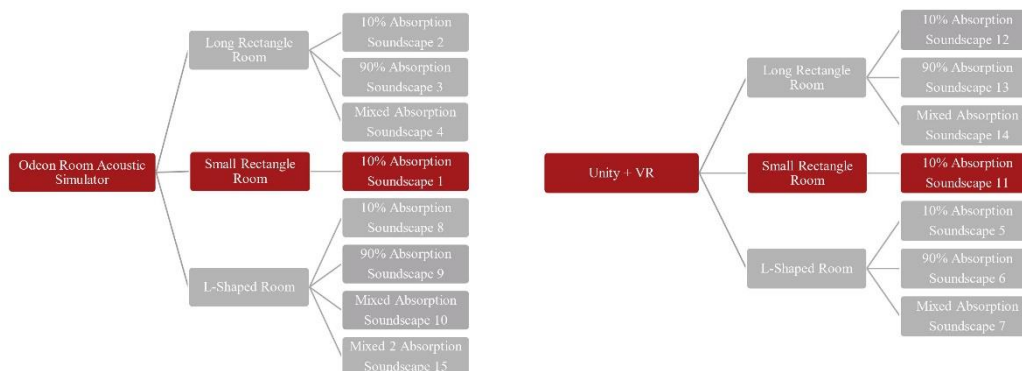 Odeon Room Acoustic
Simulator
Long Rectangle
Room
10% Absorption
Soundscape 2
90% Absorption
Soundscape 3
Mixed Absorption
Soundscape 4
Small Rectangle
Room
10% Absorption
Soundscape 1
L-Shaped Room
10% Absorption
Soundscape 8
90% Absorption
Soundscape 9
Mixed Absorption
Soundscape 10
Mixed 2 Absorption
Soundscape 15
Unity + VR
Long Rectangle
Room
10% Absorption
Soundscape 12
90% Absorption
Soundscape 13
Mixed Absorption
Soundscape 14
Small Rectangle
Room
10% Absorption
Soundscape 11
L-Shaped Room
10% Absorption
Soundscape 5
90% Absorption
Soundscape 6
Mixed Absorption
Soundscape 7